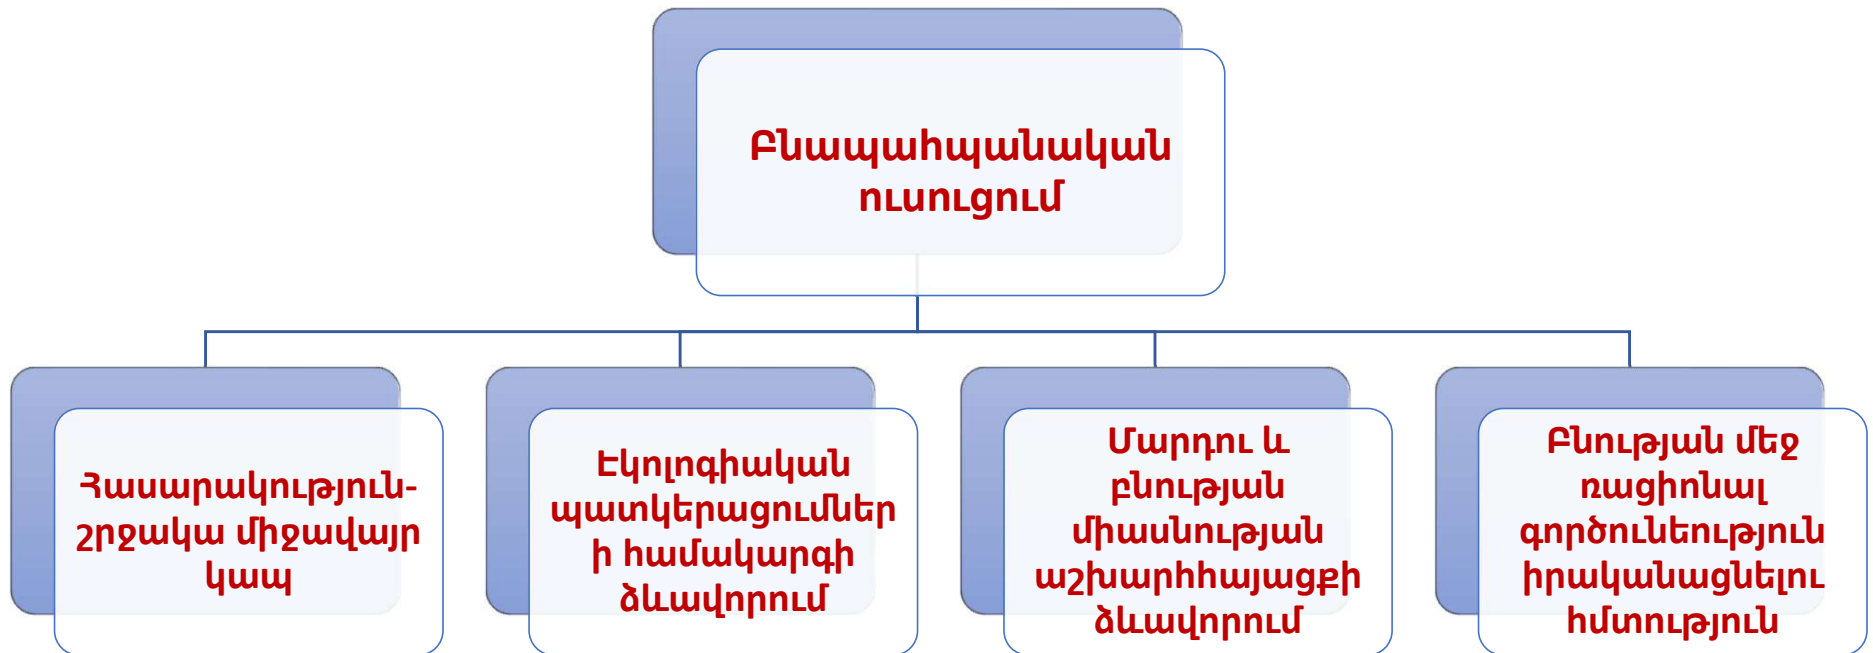 Բնապահպանական
ուսուցում
Հասարակություն-
շրջակա միջավայր
կապ
Էկոլոգիական
պատկերացումներ
ի համակարգի
ձևավորում
Մարդու և
բնության
միասնության
աշխարհհայացքի
ձևավորում
Բնության մեջ
ռացիոնալ
գործունեություն
իրականացնելու
հմտություն